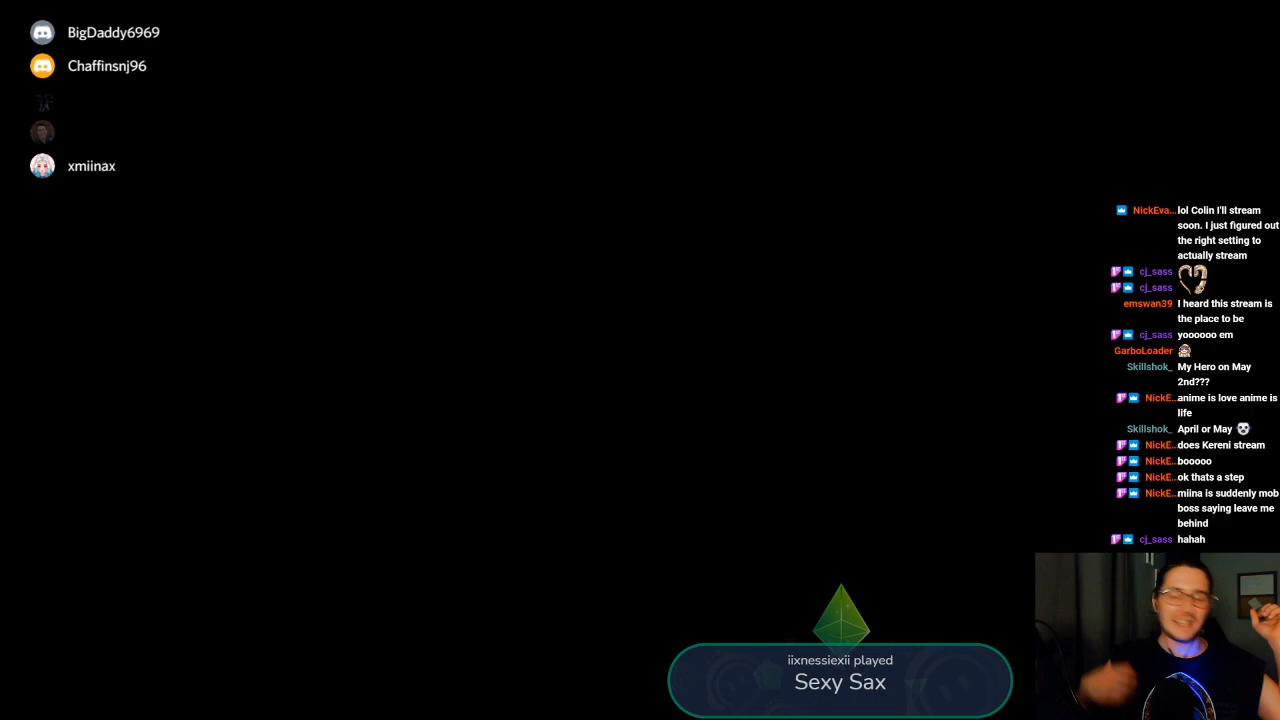 BigDaddy6969
Chaffinsnj96
xmiinax
NickEva... lol Colin I'll stream
soon. I just figured out
the right setting to
actually stream
cj_sass
cj_sass
emswan39 I heard this stream is
the place to be
cj_sass yoooooo em
GarboLoader
Skillshok_ My Hero on May
2nd???
NickE... anime is love anime is
life
Skillshok_ April or May
NickE... does Kereni stream
NickE... booooo
NickE... ok thats a step
NickE... miina is suddenly mob
boss saying leave me
behind
cj_sass hahah
iixnessiexii played
Sexy Sax